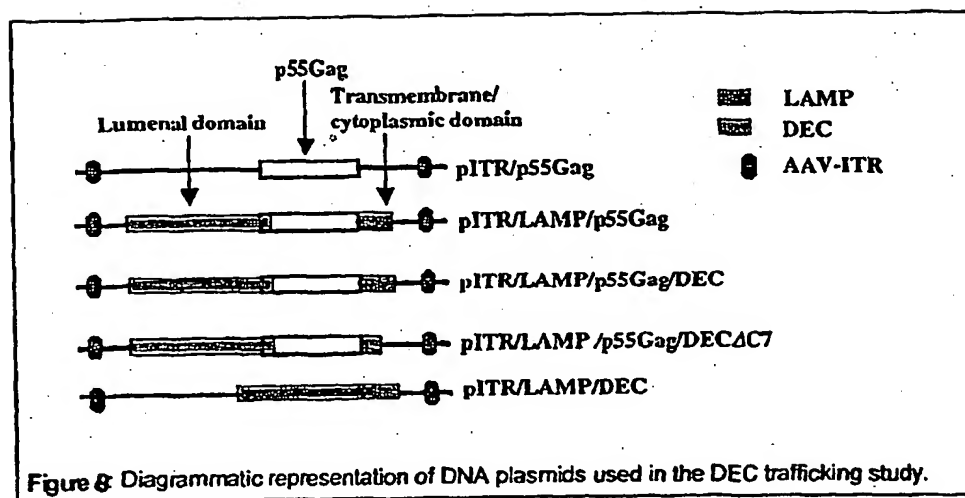 p55Gag
Transmembrane/
cytoplasmic domain
Lumenal domain
LAMP
DEC
AAV-ITR
pITR/p55Gag
pITR/LAMP/p55Gag
pITR/LAMP/p55Gag/DEC
pITR/LAMP /p55Gag/DECΔC7
pITR/LAMP/DEC
Figure 8: Diagrammatic representation of DNA plasmids used in the DEC trafficking study.